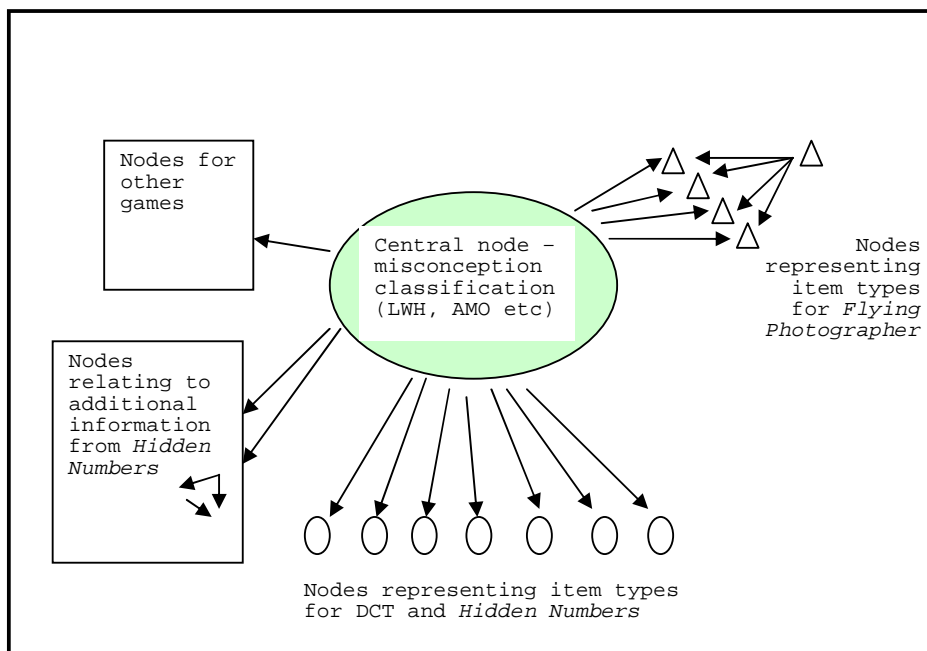 Nodes for
other
games
Central node –
misconception
classification
(LWH, AMO etc)
Nodes
representing
item types
for Flying
Photographer
Nodes
relating to
additional
information
from Hidden
Numbers
Nodes representing item types
for DCT and Hidden Numbers